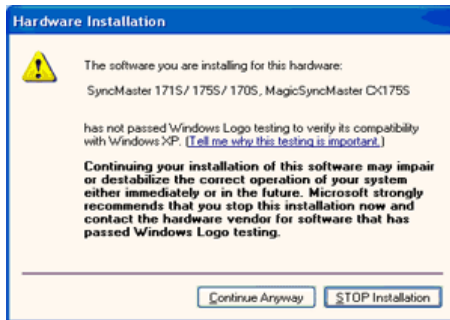 Hardware Installation
The software you are installing for this hardware:
SyncMaster 171S/ 175S/ 170S, MagicSyncMaster CX175S
has not passed Windows Logo testing to verify its compatibility
with Windows XP. (Tell me why this testing is important.)
Continuing your installation of this software may impair
or destabilize the correct operation of your system
either immediately or in the future. Microsoft strongly
recommends that you stop this installation now and
contact the hardware vendor for software that has
passed Windows Logo testing.
Continue Anyway STOP Installation